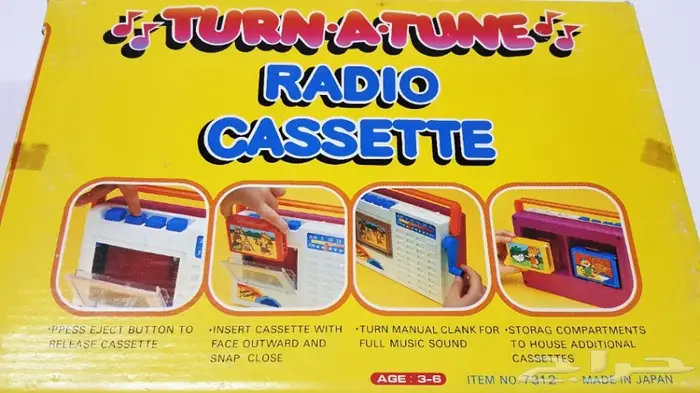 TURN·A·TUNE
RADIO
CASSETTE
·PPESS EJECT BUTTON TO
RELEASE CASSETTE
·INSERT CASSETTE WITH
FACE OUTWARD AND
SNAP CLOSE
·TURN MANUAL CLANK FOR
FULL MUSIC SOUND
·STORAG COMPARTMENTS
TO HOUSE ADDITIONAL
CASSETTES
AGE: 3-6
ITEM NO. 7312
MADE IN JAPAN
حراج